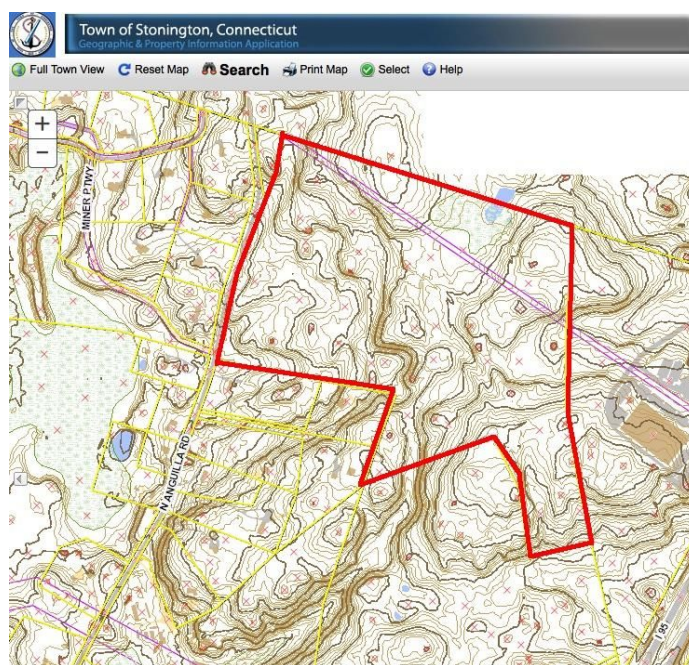 Town of Stonington, Connecticut
Geographic & Property Information Application
Full Town View Reset Map Search Print Map Select Help
+
−
MINER PTWY
N ANGUILLA RD
I 95